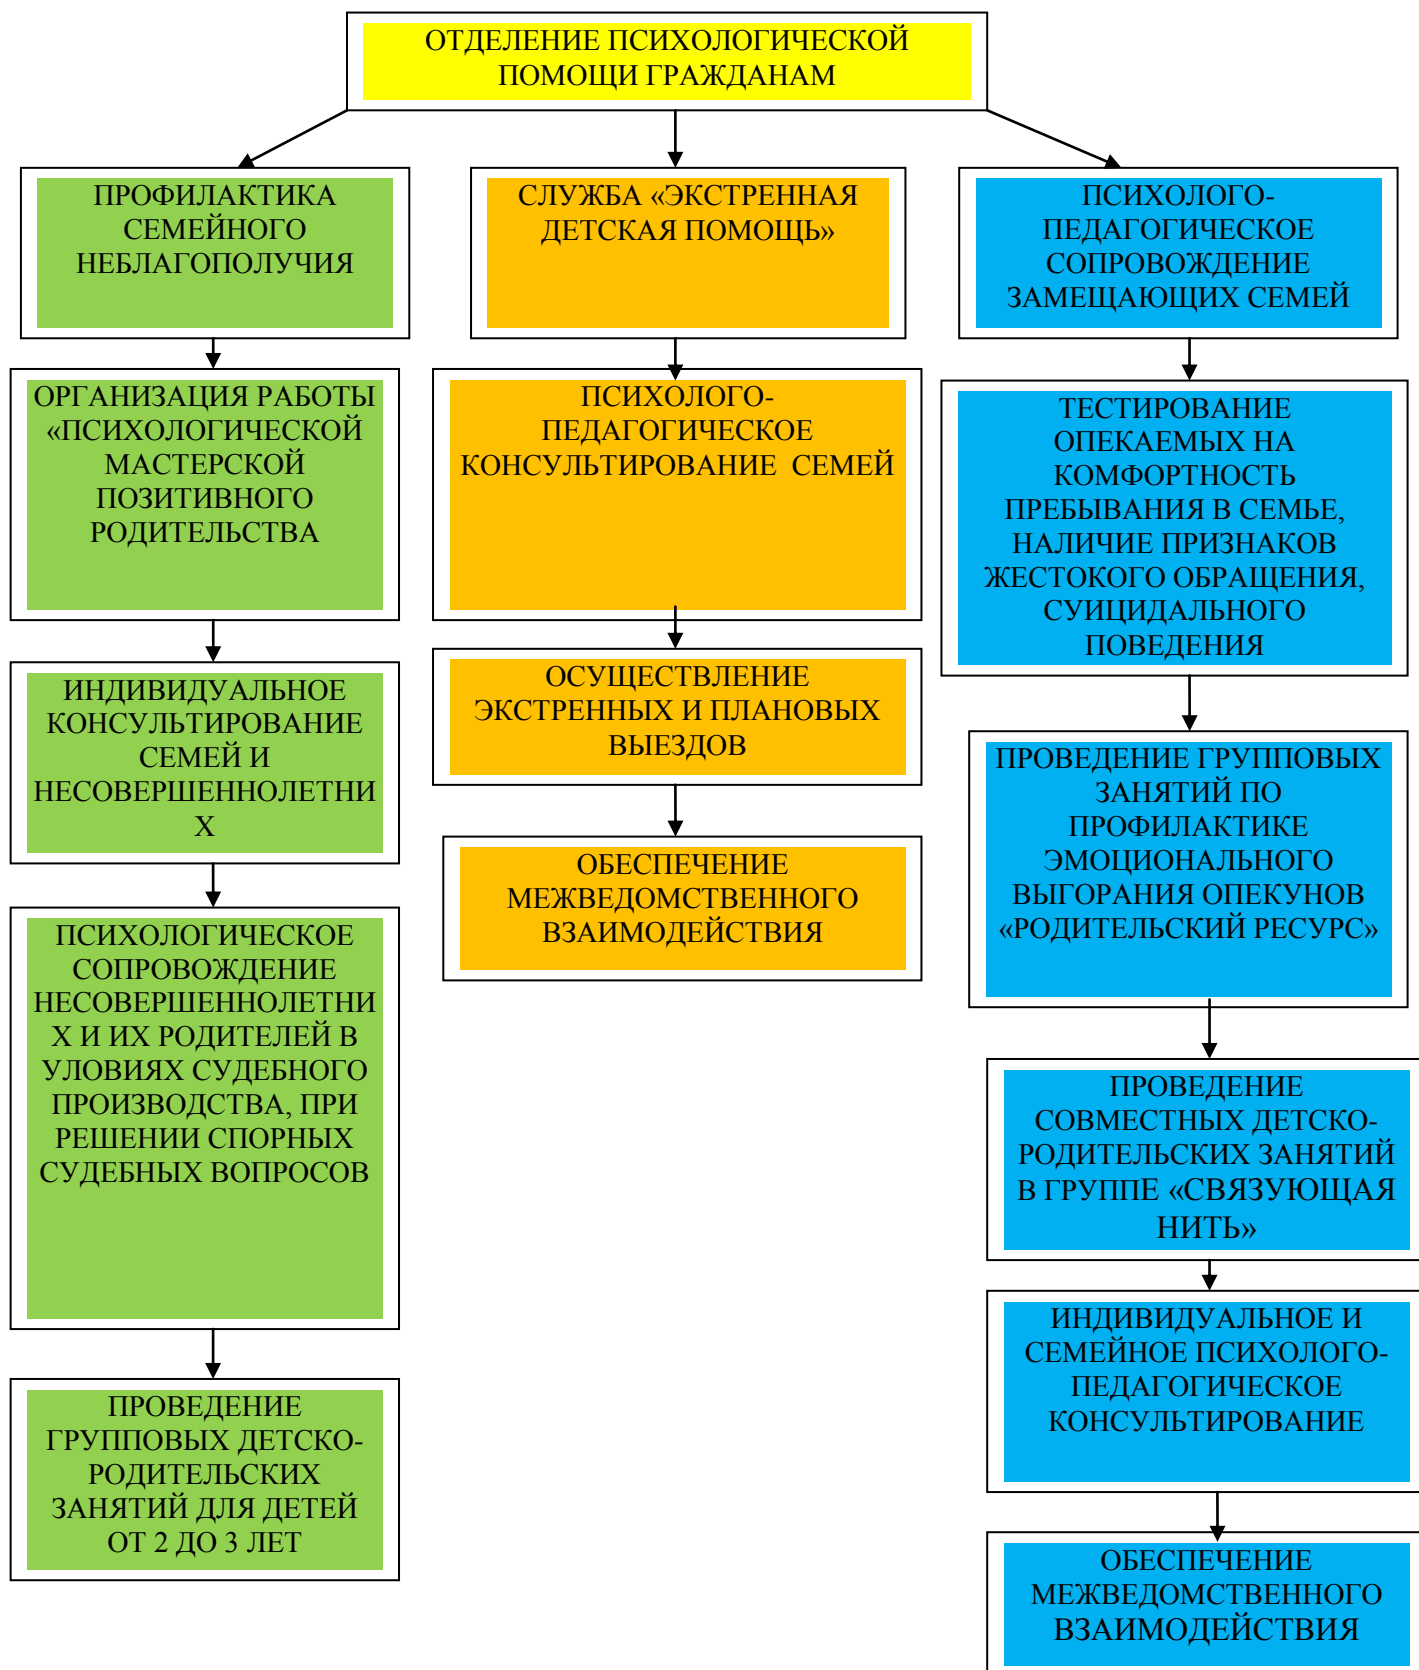 ОТДЕЛЕНИЕ ПСИХОЛОГИЧЕСКОЙ
ПОМОЩИ ГРАЖДАНАМ
ПРОФИЛАКТИКА
СЕМЕЙНОГО
НЕБЛАГОПОЛУЧИЯ
ОРГАНИЗАЦИЯ РАБОТЫ
«ПСИХОЛОГИЧЕСКОЙ
МАСТЕРСКОЙ
ПОЗИТИВНОГО
РОДИТЕЛЬСТВА
ИНДИВИДУАЛЬНОЕ
КОНСУЛЬТИРОВАНИЕ
СЕМЕЙ И
НЕСОВЕРШЕННОЛЕТНИ
Х
ПСИХОЛОГИЧЕСКОЕ
СОПРОВОЖДЕНИЕ
НЕСОВЕРШЕННОЛЕТНИ
Х И ИХ РОДИТЕЛЕЙ В
УЛОВИЯХ СУДЕБНОГО
ПРОИЗВОДСТВА, ПРИ
РЕШЕНИИ СПОРНЫХ
СУДЕБНЫХ ВОПРОСОВ
ПРОВЕДЕНИЕ
ГРУППОВЫХ ДЕТСКО-
РОДИТЕЛЬСКИХ
ЗАНЯТИЙ ДЛЯ ДЕТЕЙ
ОТ 2 ДО 3 ЛЕТ
СЛУЖБА «ЭКСТРЕННАЯ
ДЕТСКАЯ ПОМОЩЬ»
ПСИХОЛОГО-
ПЕДАГОГИЧЕСКОЕ
КОНСУЛЬТИРОВАНИЕ СЕМЕЙ
ОСУЩЕСТВЛЕНИЕ
ЭКСТРЕННЫХ И ПЛАНОВЫХ
ВЫЕЗДОВ
ОБЕСПЕЧЕНИЕ
МЕЖВЕДОМСТВЕННОГО
ВЗАИМОДЕЙСТВИЯ
ПСИХОЛОГО-
ПЕДАГОГИЧЕСКОЕ
СОПРОВОЖДЕНИЕ
ЗАМЕЩАЮЩИХ СЕМЕЙ
ТЕСТИРОВАНИЕ
ОПЕКАЕМЫХ НА
КОМФОРТНОСТЬ
ПРЕБЫВАНИЯ В СЕМЬЕ,
НАЛИЧИЕ ПРИЗНАКОВ
ЖЕСТОКОГО ОБРАЩЕНИЯ,
СУИЦИДАЛЬНОГО
ПОВЕДЕНИЯ
ПРОВЕДЕНИЕ ГРУППОВЫХ
ЗАНЯТИЙ ПО
ПРОФИЛАКТИКЕ
ЭМОЦИОНАЛЬНОГО
ВЫГОРАНИЯ ОПЕКУНОВ
«РОДИТЕЛЬСКИЙ РЕСУРС»
ПРОВЕДЕНИЕ
СОВМЕСТНЫХ ДЕТСКО-
РОДИТЕЛЬСКИХ ЗАНЯТИЙ
В ГРУППЕ «СВЯЗУЮЩАЯ
НИТЬ»
ИНДИВИДУАЛЬНОЕ И
СЕМЕЙНОЕ ПСИХОЛОГО-
ПЕДАГОГИЧЕСКОЕ
КОНСУЛЬТИРОВАНИЕ
ОБЕСПЕЧЕНИЕ
МЕЖВЕДОМСТВЕННОГО
ВЗАИМОДЕЙСТВИЯ